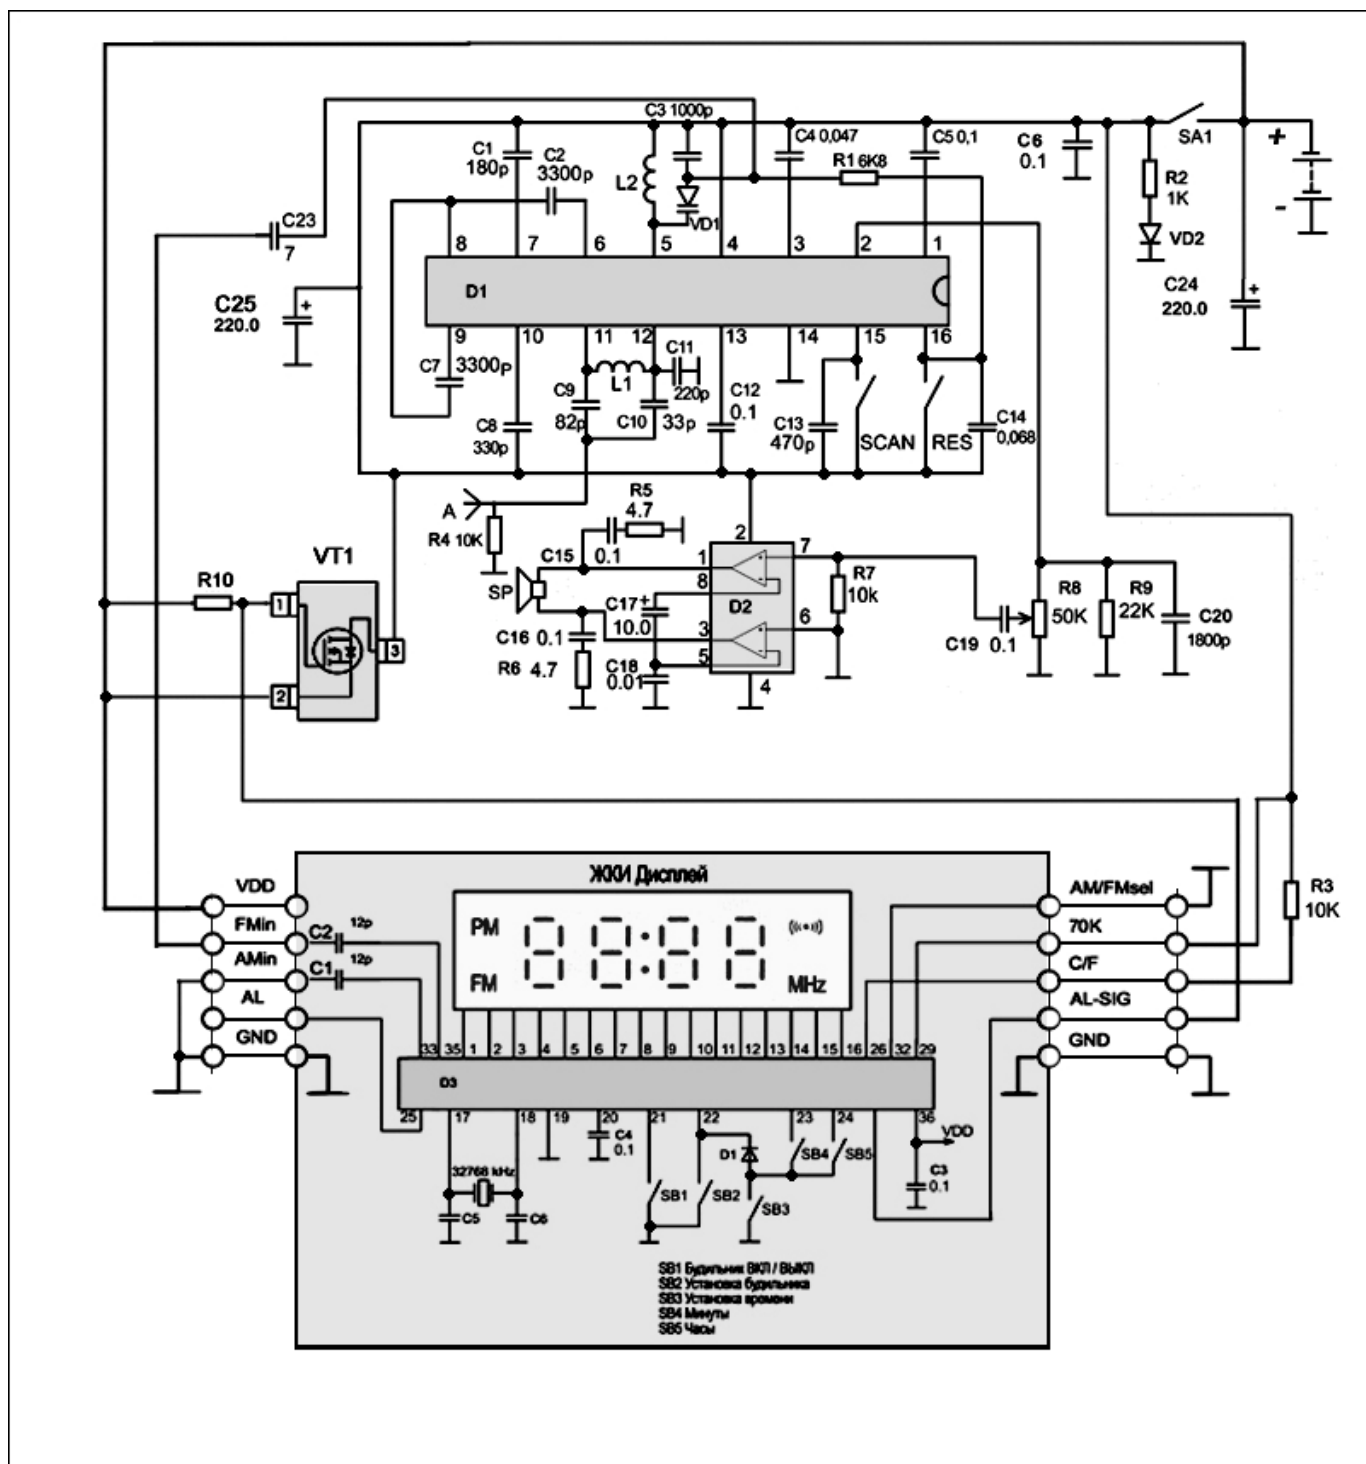 C3 1000p
C1
180p
C2
3300p
L2
VD1
C4 0,047
R1 6K8
C5 0,1
C6
0.1
SA1
+
-
R2
1K
VD2
C23
7
C25
+
220.0
C24
+
220.0
8
7
6
5
4
3
2
1
D1
9
10
11
12
13
14
15
16
C7
3300p
C8
330p
C9
82p
L1
C10
33p
C11
220p
C12
0.1
C13
470p
SCAN
RES
C14
0,068
A
R4 10K
R5
4.7
C15
0.1
SP
C16 0.1
R6 4.7
C17 +
10.0
C18
0.01
2
1
8
D2
3
5
4
7
6
R7
10k
C19 0.1
R8
50K
R9
22K
C20
1800p
VT1
R10
1
2
3
ЖКИ Дисплей
VDD
FMin
AMin
AL
GND
C2
12p
C1
12p
PM
FM
88:88
((•))
MHz
AM/FMsel
70K
C/F
AL-SIG
GND
R3
10K
33 35 1 2 3 4 5 6 7 8 9 10 11 12 13 14 15 16 26 32 29
D3
25 17 18 19 20 21 22 23 24 36
32768 kHz
C5
C6
C4
0.1
SB1
SB2
D1
SB3
SB4
SB5
VDD
C3
0.1
SB1 Будильник ВКЛ / ВЫКЛ
SB2 Установка будильника
SB3 Установка времени
SB4 Минуты
SB5 Часы